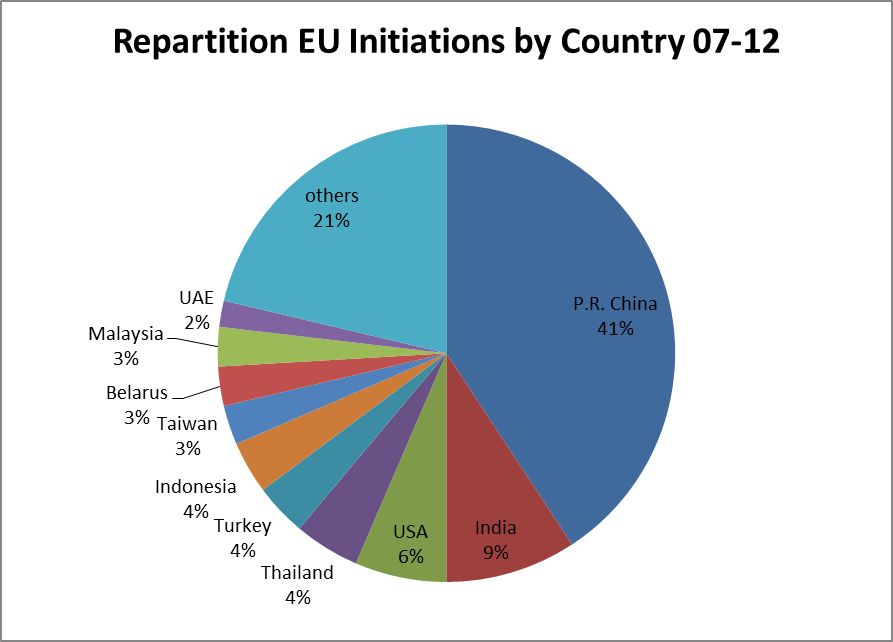 Repartition EU Initiations by Country 07-12
others
21%
P.R. China
41%
UAE
2%
Malaysia
3%
Belarus
3%
Taiwan
3%
Indonesia
4%
Turkey
4%
Thailand
4%
USA
6%
India
9%